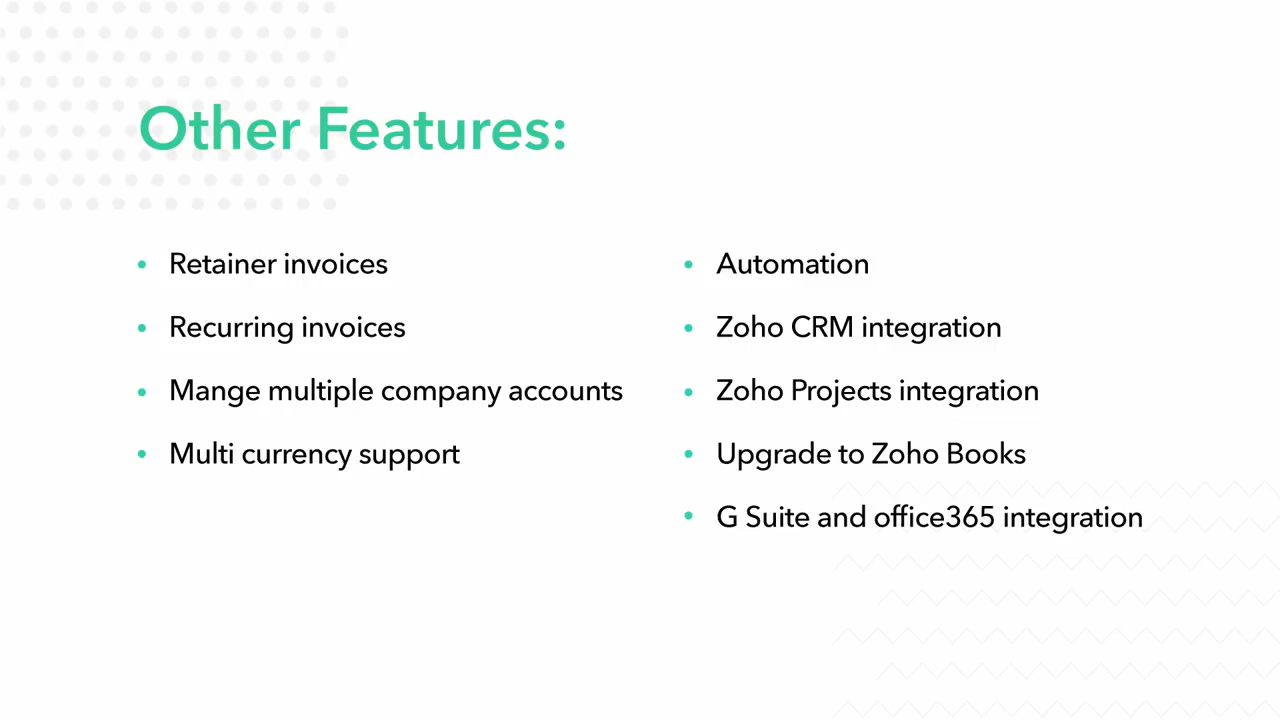 Other Features:
• Retainer invoices
• Recurring invoices
• Mange multiple company accounts
• Multi currency support
• Automation
• Zoho CRM integration
• Zoho Projects integration
• Upgrade to Zoho Books
• G Suite and office365 integration